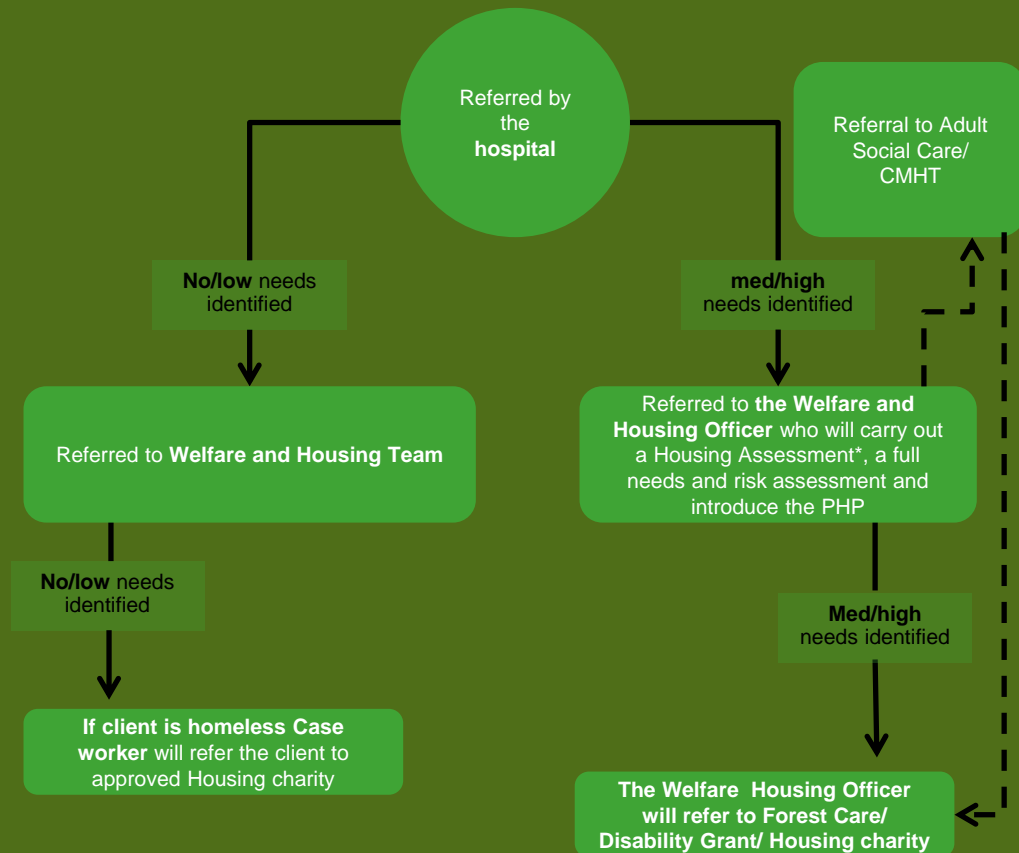 Referred by
the
hospital
Referral to Adult
Social Care/
CMHT
No/low needs
identified
med/high
needs identified
Referred to Welfare and Housing Team
Referred to the Welfare and
Housing Officer who will carry out
a Housing Assessment*, a full
needs and risk assessment and
introduce the PHP
No/low needs
identified
Med/high
needs identified
If client is homeless Case
worker will refer the client to
approved Housing charity
The Welfare Housing Officer
will refer to Forest Care/
Disability Grant/ Housing charity